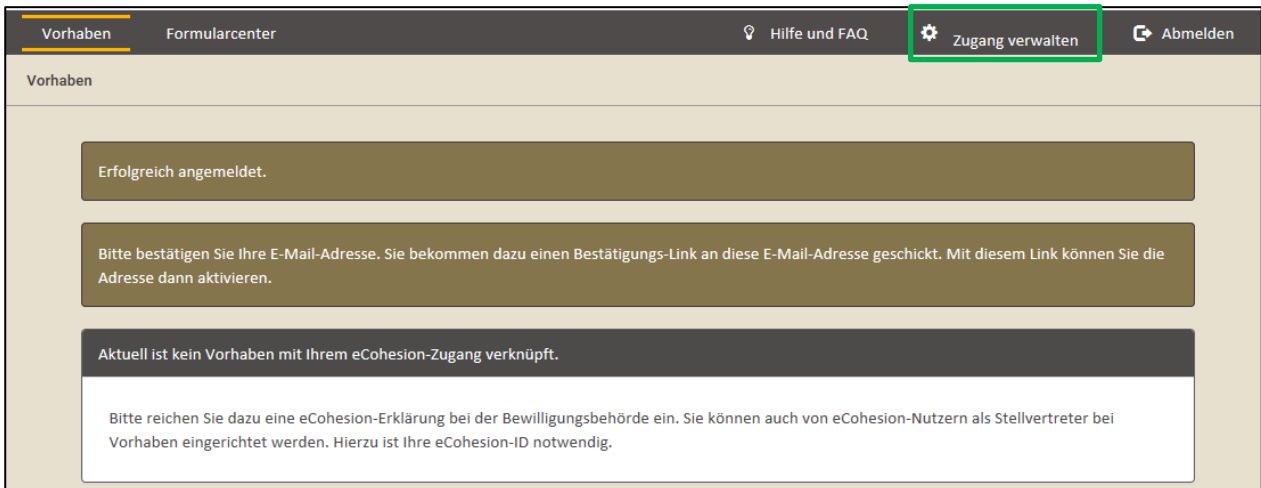 Vorhaben Formularcenter Hilfe und FAQ Zugang verwalten Abmelden
Vorhaben
Erfolgreich angemeldet.
Bitte bestätigen Sie Ihre E-Mail-Adresse. Sie bekommen dazu einen Bestätigungs-Link an diese E-Mail-Adresse geschickt. Mit diesem Link können Sie die
Adresse dann aktivieren.
Aktuell ist kein Vorhaben mit Ihrem eCohesion-Zugang verknüpft.
Bitte reichen Sie dazu eine eCohesion-Erklärung bei der Bewilligungsbehörde ein. Sie können auch von eCohesion-Nutzern als Stellvertreter bei
Vorhaben eingerichtet werden. Hierzu ist Ihre eCohesion-ID notwendig.